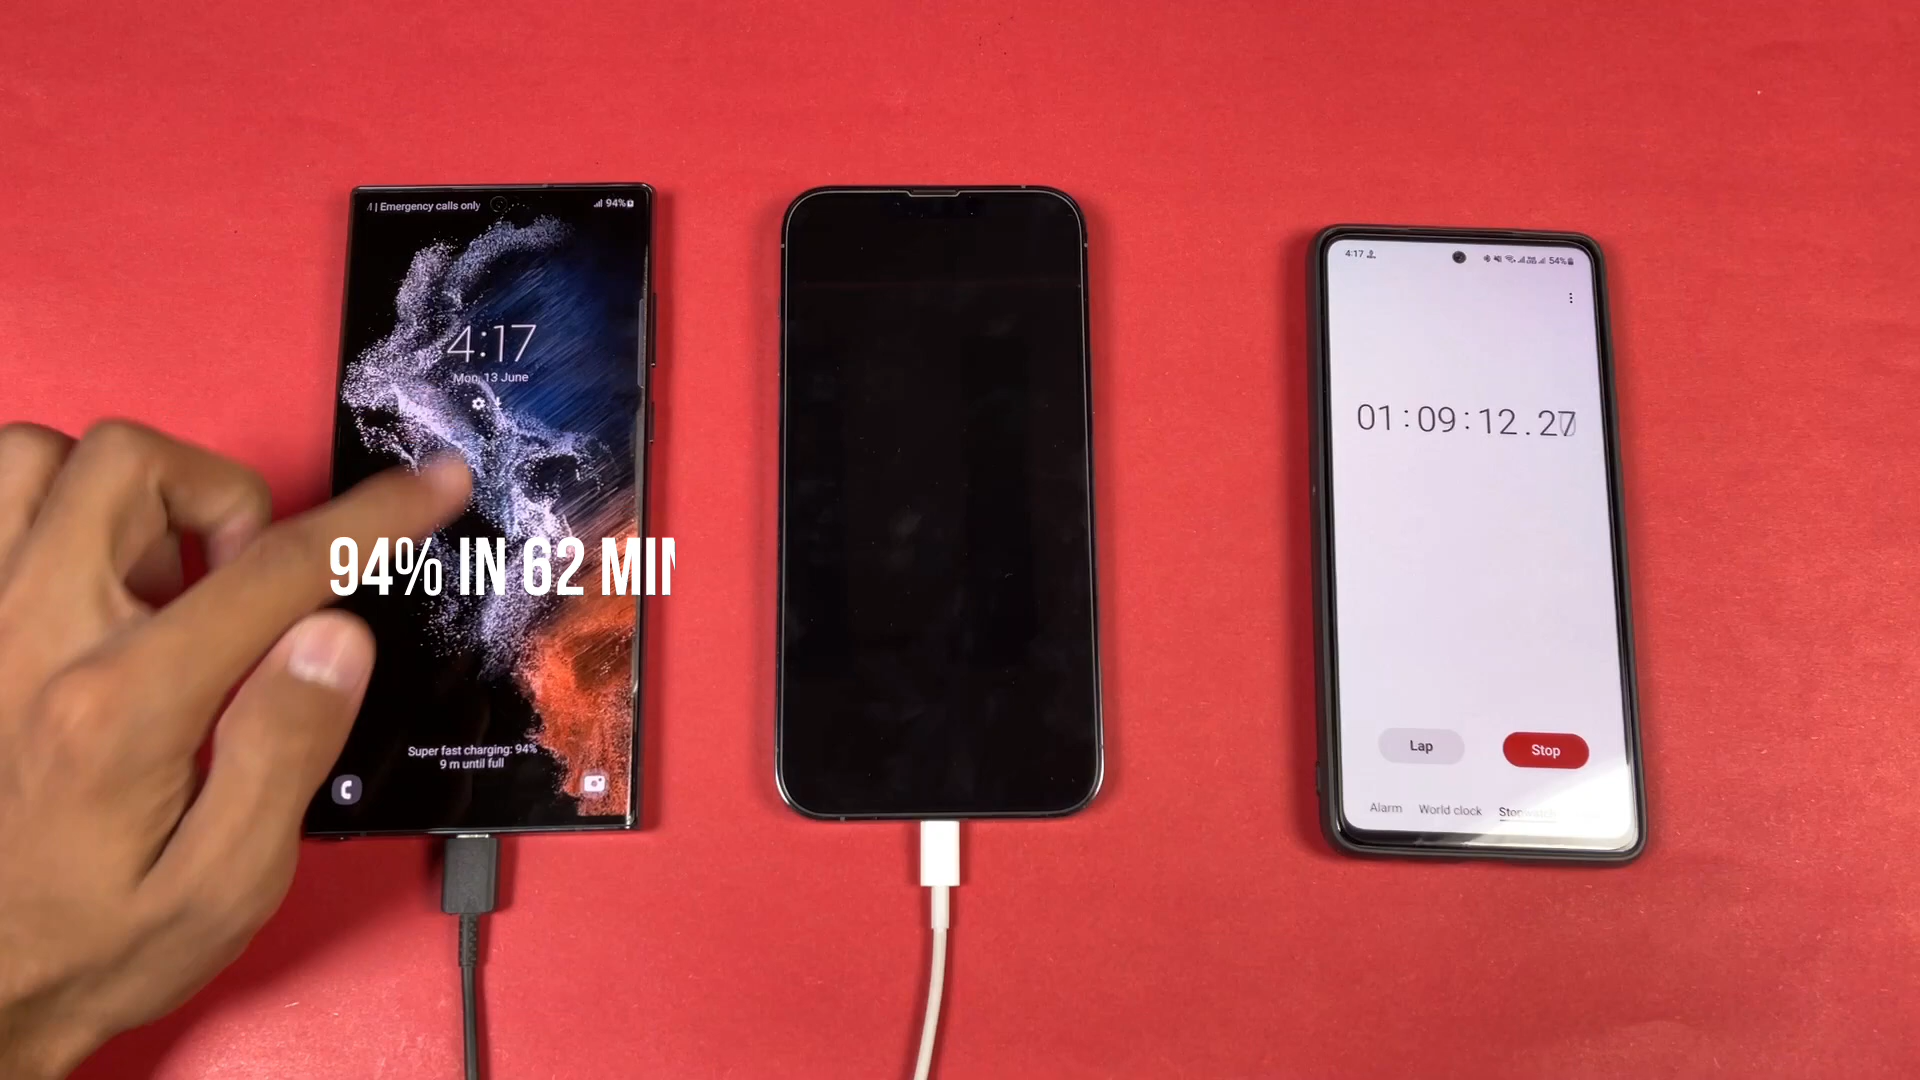 | Emergency calls only
94%
4:17
Mon, 13 June
94% IN 62 MIN
Super fast charging: 94%
9 m until full
4:17
54%
01:09:12.27
Lap
Stop
Alarm
World clock
Stopwatch